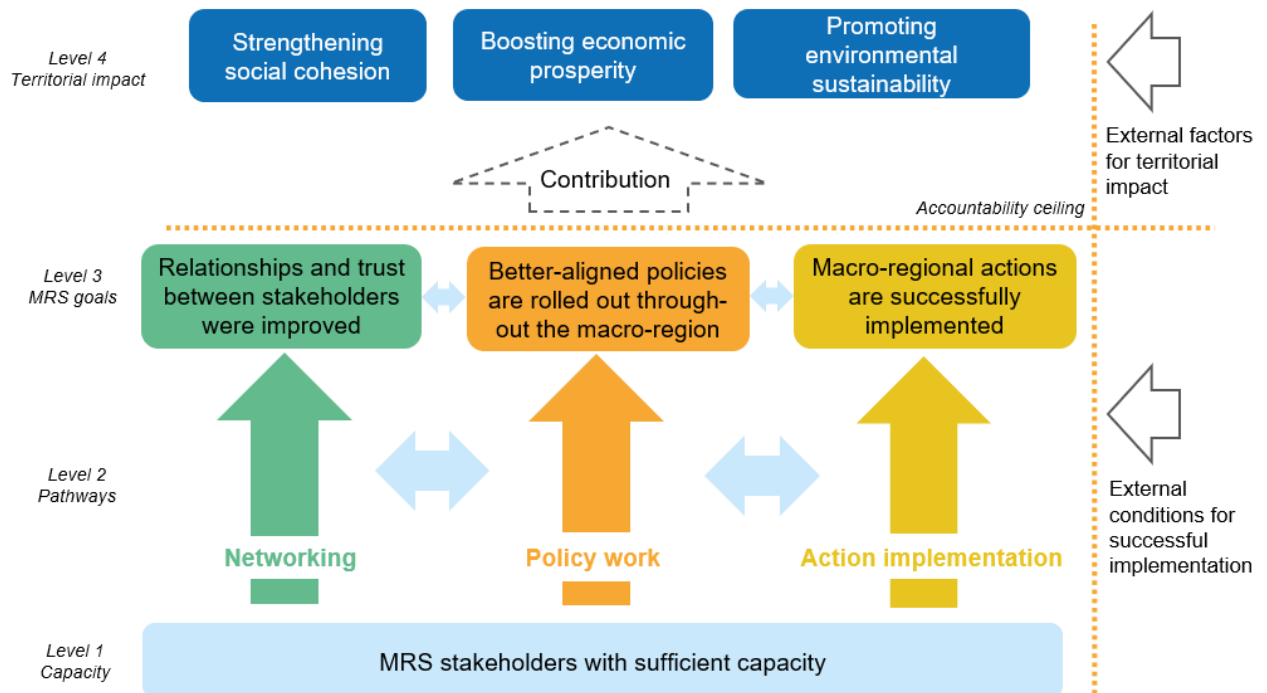 Level 4
Territorial impact
Strengthening
social cohesion
Boosting economic
prosperity
Promoting
environmental
sustainability
External factors
for territorial
impact
Contribution
Accountability ceiling
Level 3
MRS goals
Relationships and trust
between stakeholders
were improved
Better-aligned policies
are rolled out through-
out the macro-region
Macro-regional actions
are successfully
implemented
Level 2
Pathways
External
conditions for
successful
implementation
Networking
Policy work
Action implementation
Level 1
Capacity
MRS stakeholders with sufficient capacity